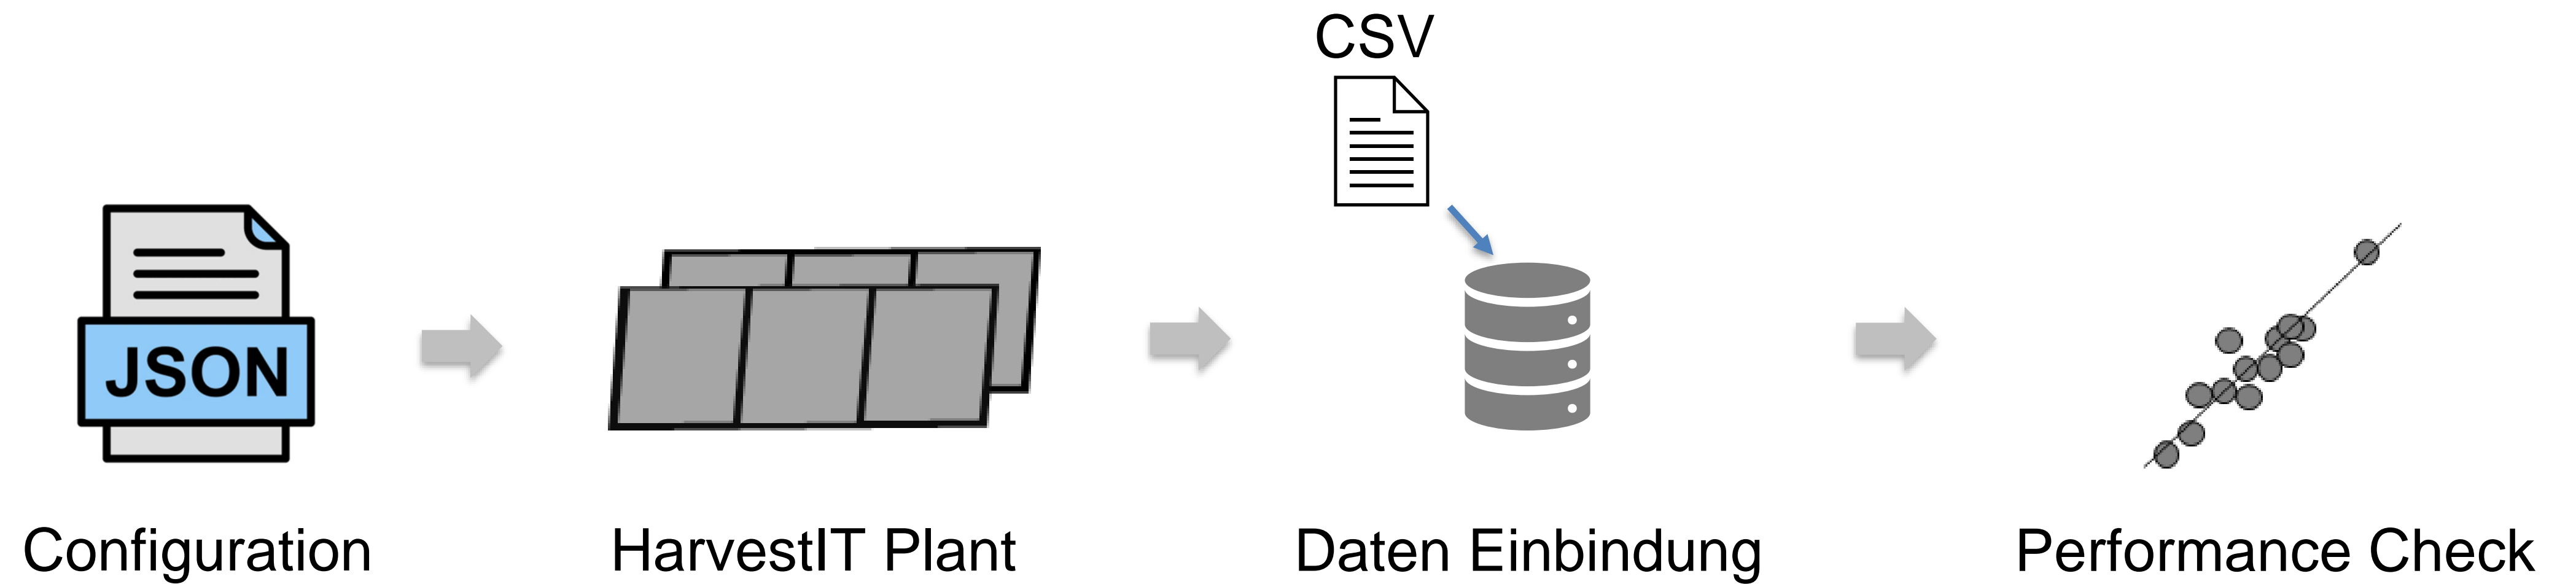 CSV
JSON
Configuration
HarvestIT Plant
Daten Einbindung
Performance Check